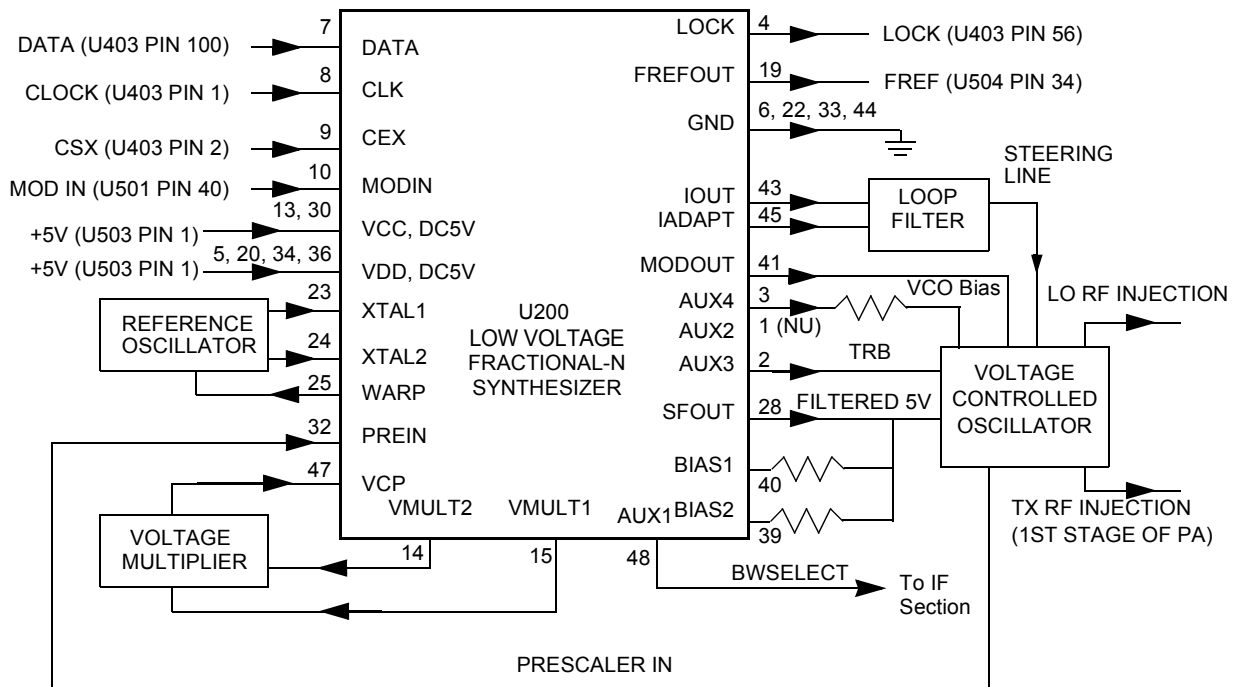 DATA (U403 PIN 100)
7
DATA
CLOCK (U403 PIN 1)
8
CLK
CSX (U403 PIN 2)
9
CEX
MOD IN (U501 PIN 40)
10
MODIN
+5V (U503 PIN 1)
13, 30
VCC, DC5V
+5V (U503 PIN 1)
5, 20, 34, 36
VDD, DC5V
REFERENCE
OSCILLATOR
23
XTAL1
24
XTAL2
25
WARP
32
PREIN
47
VCP
VOLTAGE
MULTIPLIER
VMULT2
14
VMULT1
15
AUX1
48
BWSELECT
To IF
Section
U200
LOW VOLTAGE
FRACTIONAL-N
SYNTHESIZER
LOCK
4
LOCK (U403 PIN 56)
FREFOUT
19
FREF (U504 PIN 34)
GND
6, 22, 33, 44
IOUT
43
IADAPT
45
LOOP
FILTER
STEERING
LINE
MODOUT
41
AUX4
3
VCO Bias
AUX2
1 (NU)
AUX3
2
TRB
SFOUT
28
FILTERED 5V
BIAS1
40
BIAS2
39
VOLTAGE
CONTROLLED
OSCILLATOR
LO RF INJECTION
TX RF INJECTION
(1ST STAGE OF PA)
PRESCALER IN